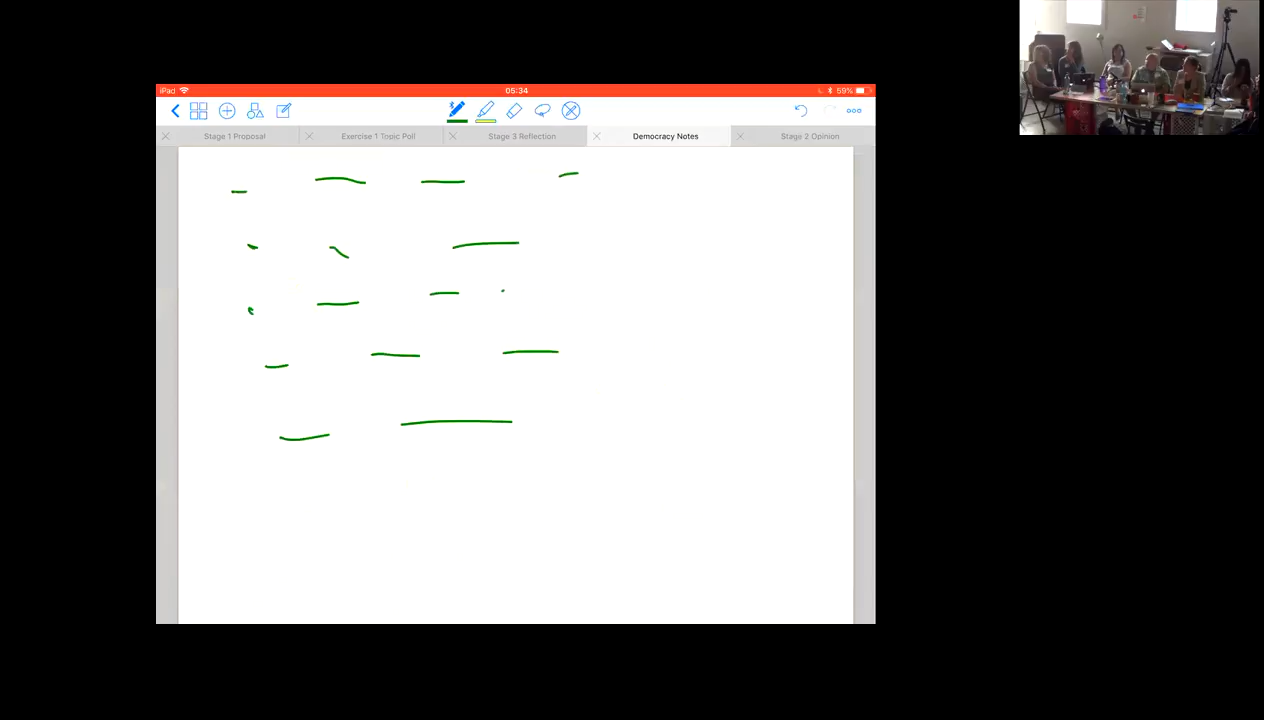 iPad 05:34 59%
Stage 1 Proposal Exercise 1 Topic Poll Stage 3 Reflection Democracy Notes Stage 2 Opinion